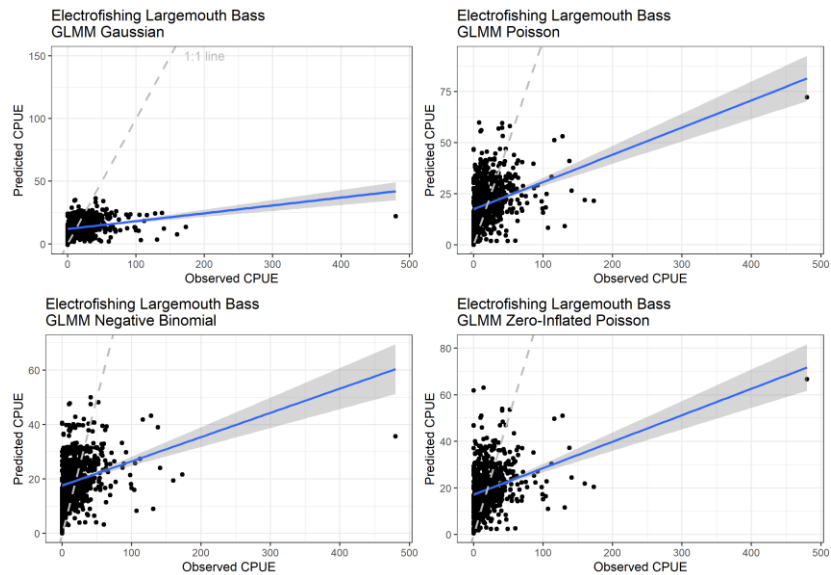 Electrofishing Largemouth Bass
GLMM Gaussian
150
100
50
0
1:1 line
0
100
200
300
400
500
Predicted CPUE
Observed CPUE
Electrofishing Largemouth Bass
GLMM Poisson
75
50
25
0
0
100
200
300
400
500
Predicted CPUE
Observed CPUE
Electrofishing Largemouth Bass
GLMM Negative Binomial
60
40
20
0
0
100
200
300
400
500
Predicted CPUE
Observed CPUE
Electrofishing Largemouth Bass
GLMM Zero-Inflated Poisson
80
60
40
20
0
0
100
200
300
400
500
Predicted CPUE
Observed CPUE